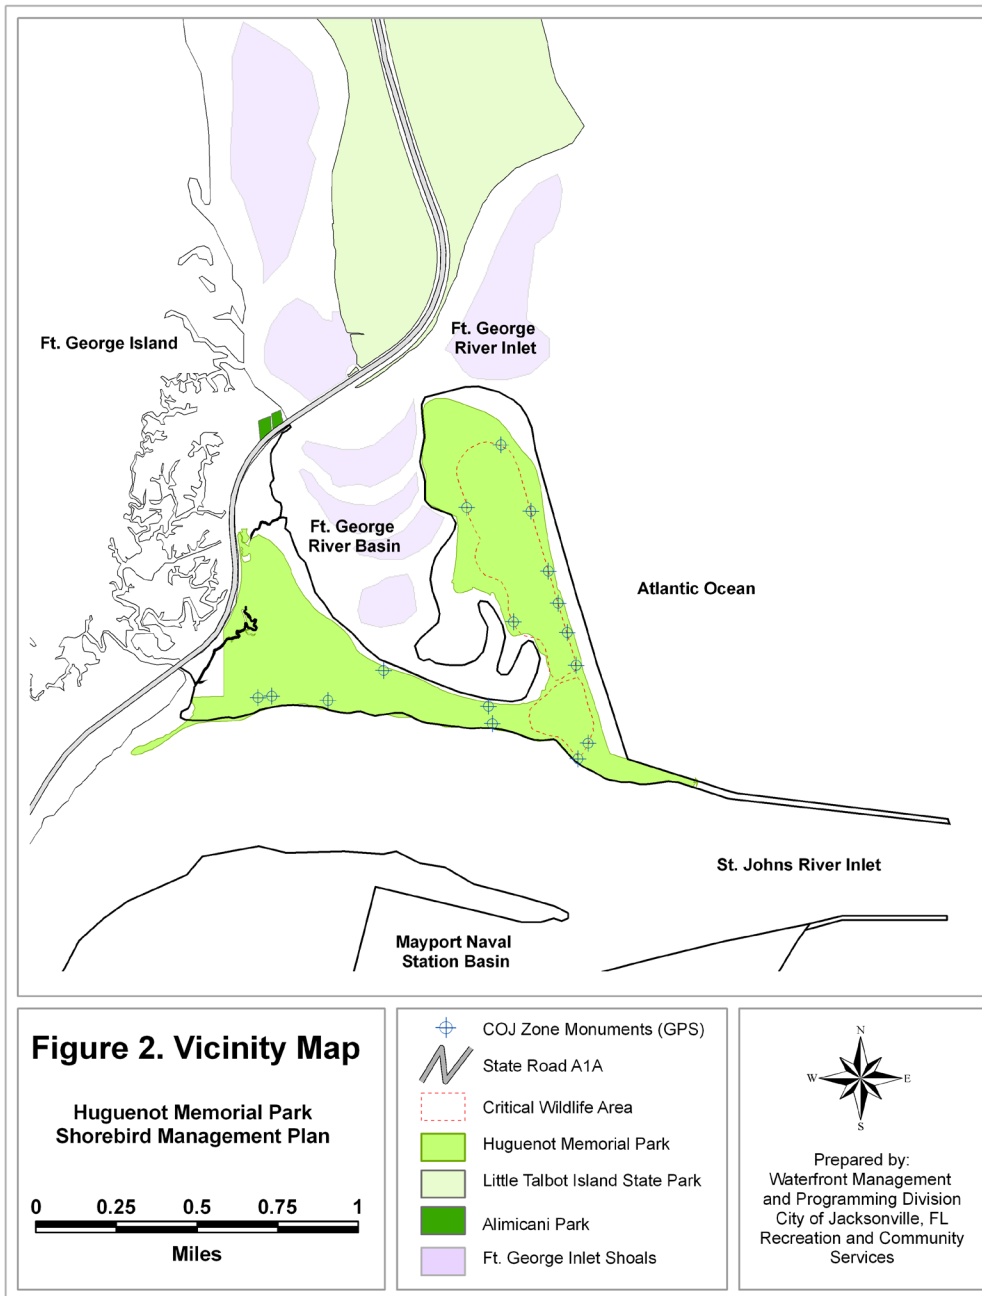 Ft. George
River Inlet
Ft. George Island
Ft. George
River Basin
Atlantic Ocean
St. Johns River Inlet
Mayport Naval
Station Basin
Figure 2. Vicinity Map
Huguenot Memorial Park
Shorebird Management Plan
0 0.25 0.5 0.75 1
Miles
COJ Zone Monuments (GPS)
State Road A1A
Critical Wildlife Area
Huguenot Memorial Park
Little Talbot Island State Park
Alimicani Park
Ft. George Inlet Shoals
N
W E
S
Prepared by:
Waterfront Management
and Programming Division
City of Jacksonville, FL
Recreation and Community
Services